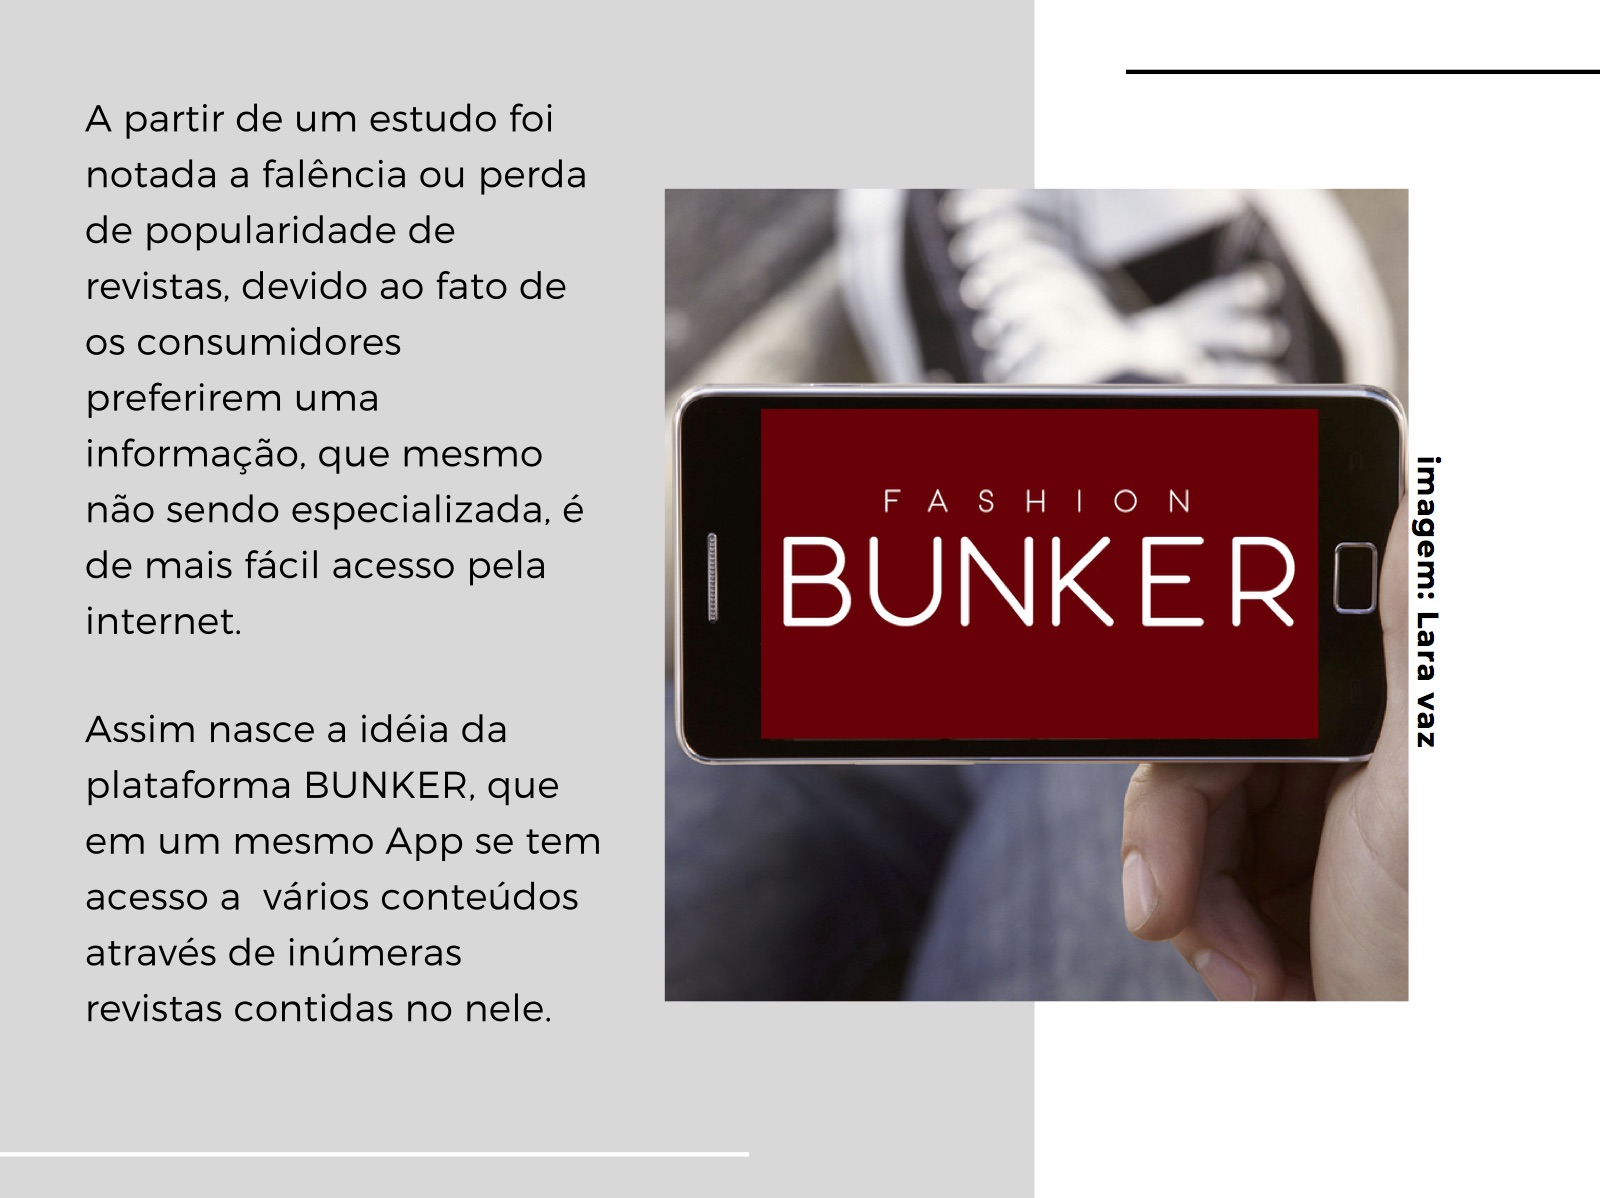 A partir de um estudo foi
notada a falência ou perda
de popularidade de
revistas, devido ao fato de
os consumidores
preferirem uma
informação, que mesmo
não sendo especializada, é
de mais fácil acesso pela
internet.
Assim nasce a idéia da
plataforma BUNKER, que
em um mesmo App se tem
acesso a  vários conteúdos
através de inúmeras
revistas contidas no nele.
FASHION
BUNKER
imagem: Lara vaz